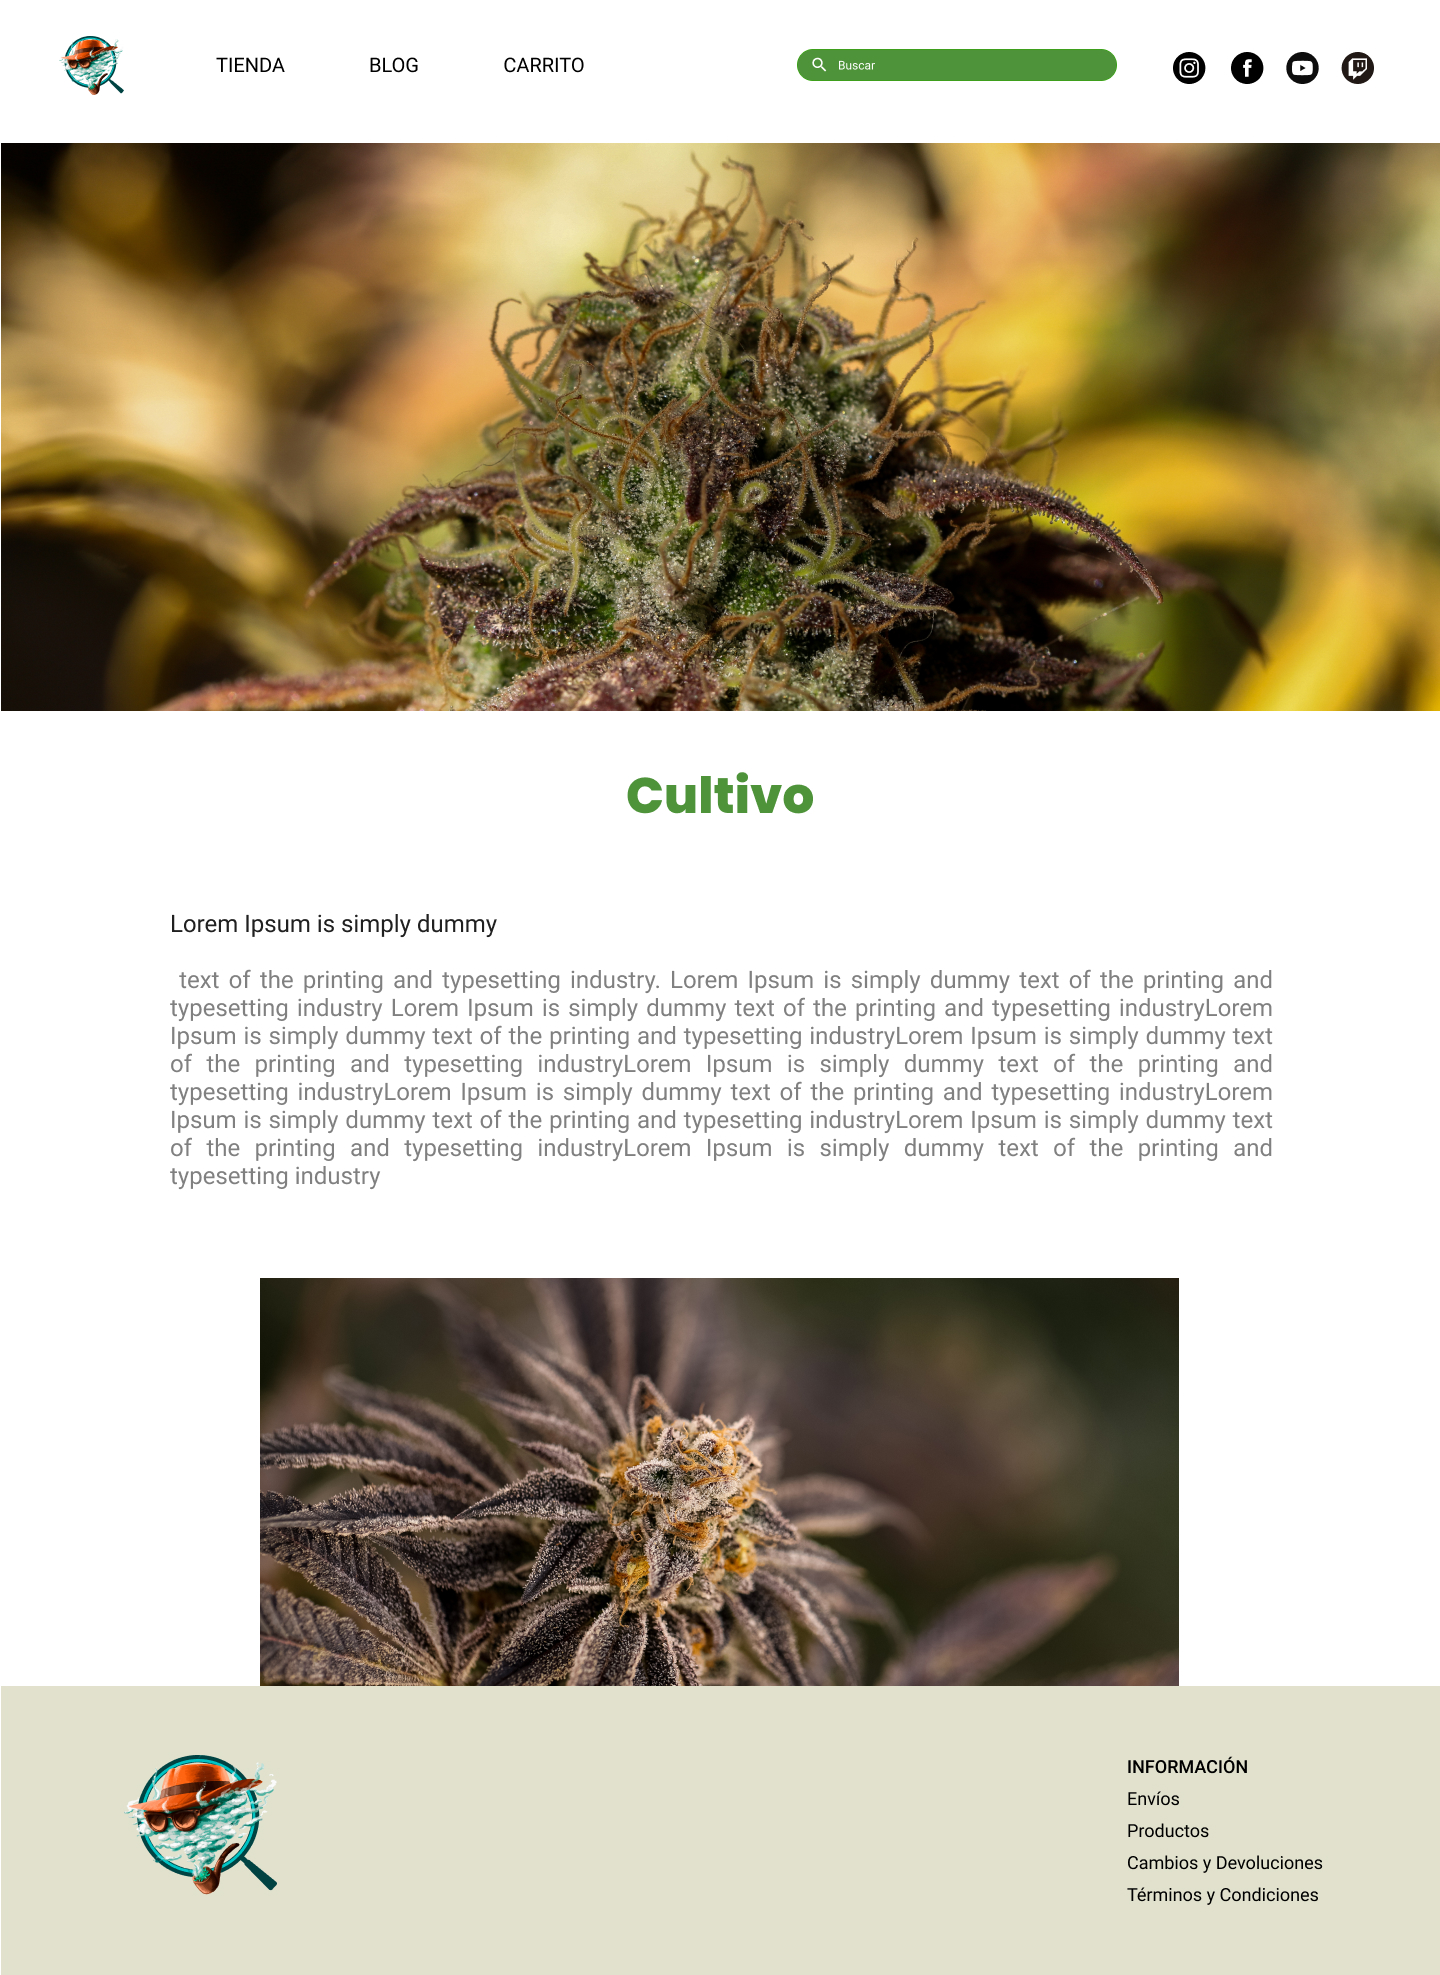 TIENDA BLOG CARRITO Buscar
Cultivo
Lorem Ipsum is simply dummy
text of the printing and typesetting industry. Lorem Ipsum is simply dummy text of the printing and
typesetting industry Lorem Ipsum is simply dummy text of the printing and typesetting industryLorem
Ipsum is simply dummy text of the printing and typesetting industryLorem Ipsum is simply dummy text
of the printing and typesetting industryLorem Ipsum is simply dummy text of the printing and
typesetting industryLorem Ipsum is simply dummy text of the printing and typesetting industryLorem
Ipsum is simply dummy text of the printing and typesetting industryLorem Ipsum is simply dummy text
of the printing and typesetting industryLorem Ipsum is simply dummy text of the printing and
typesetting industry
INFORMACIÓN
Envíos
Productos
Cambios y Devoluciones
Términos y Condiciones